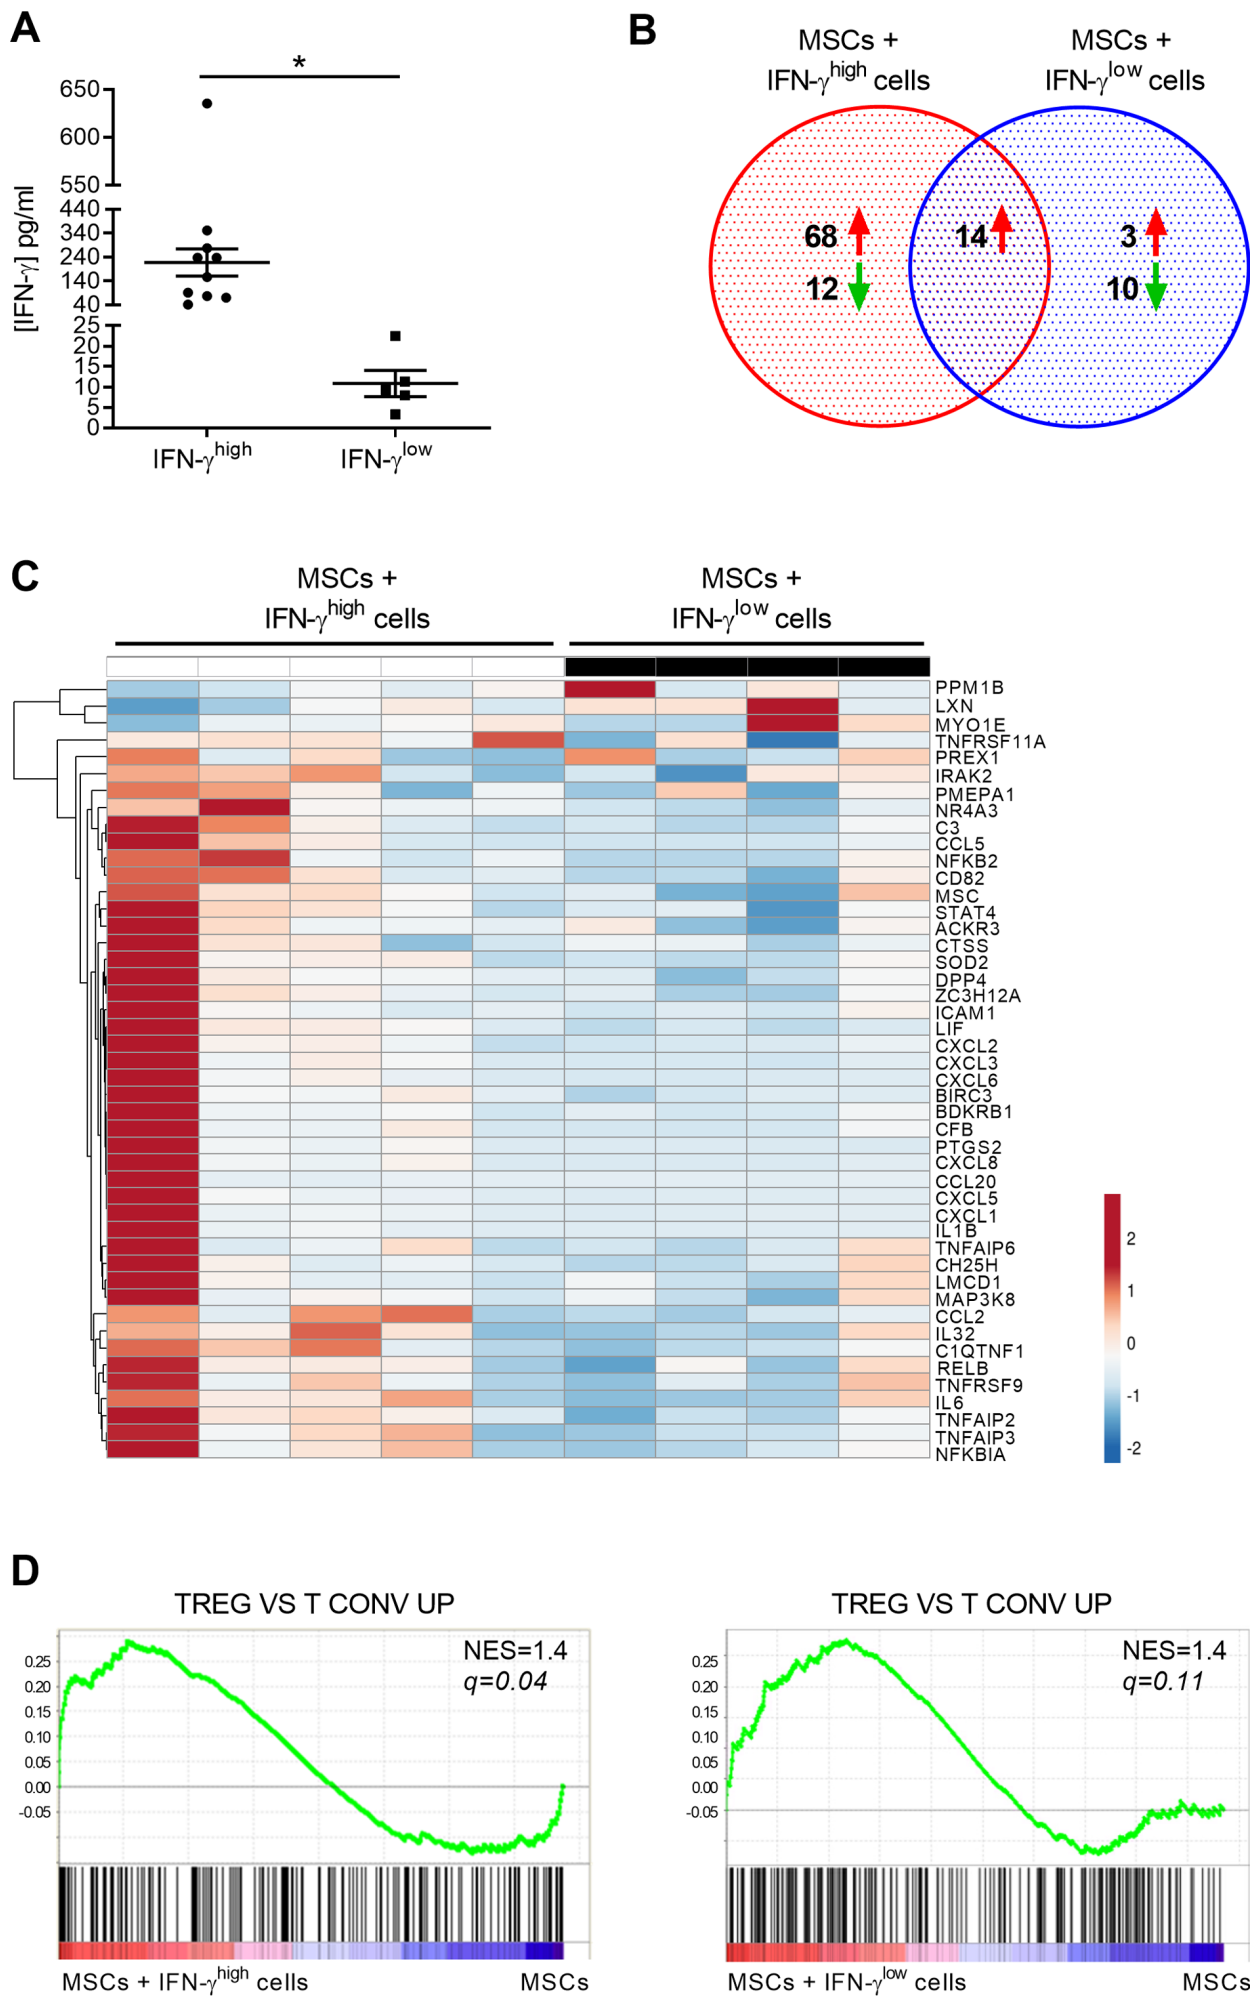 A
*
[IFN-γ] pg/ml
650
600
550
440
340
240
140
40
25
20
15
10
5
0
IFN-γhigh
IFN-γlow
B
MSCs +
IFN-γhigh cells
MSCs +
IFN-γlow cells
68
12
14
3
10
C
MSCs +
IFN-γhigh cells
MSCs +
IFN-γlow cells
PPM1B
LXN
MYO1E
TNFRSF11A
PREX1
IRAK2
PMEPA1
NR4A3
C3
CCL5
NFKB2
CD82
MSC
STAT4
ACKR3
CTSS
SOD2
DPP4
ZC3H12A
ICAM1
LIF
CXCL2
CXCL3
CXCL6
BIRC3
BDKRB1
CFB
PTGS2
CXCL8
CCL20
CXCL5
CXCL1
IL1B
TNFAIP6
CH25H
LMCD1
MAP3K8
CCL2
IL32
C1QTNF1
RELB
TNFRSF9
IL6
TNFAIP2
TNFAIP3
NFKBIA
2
1
0
-1
-2
D
TREG VS T CONV UP
NES=1.4
q=0.04
0.25
0.20
0.15
0.10
0.05
0.00
-0.05
MSCs + IFN-γhigh cells
MSCs
TREG VS T CONV UP
NES=1.4
q=0.11
0.25
0.20
0.15
0.10
0.05
0.00
-0.05
MSCs + IFN-γlow cells
MSCs